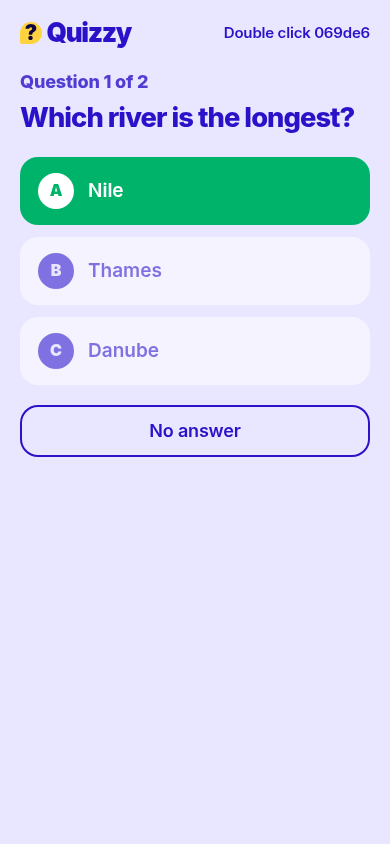 ? Quizzy
Double click 069de6
Question 1 of 2
Which river is the longest?
A Nile
B Thames
C Danube
No answer